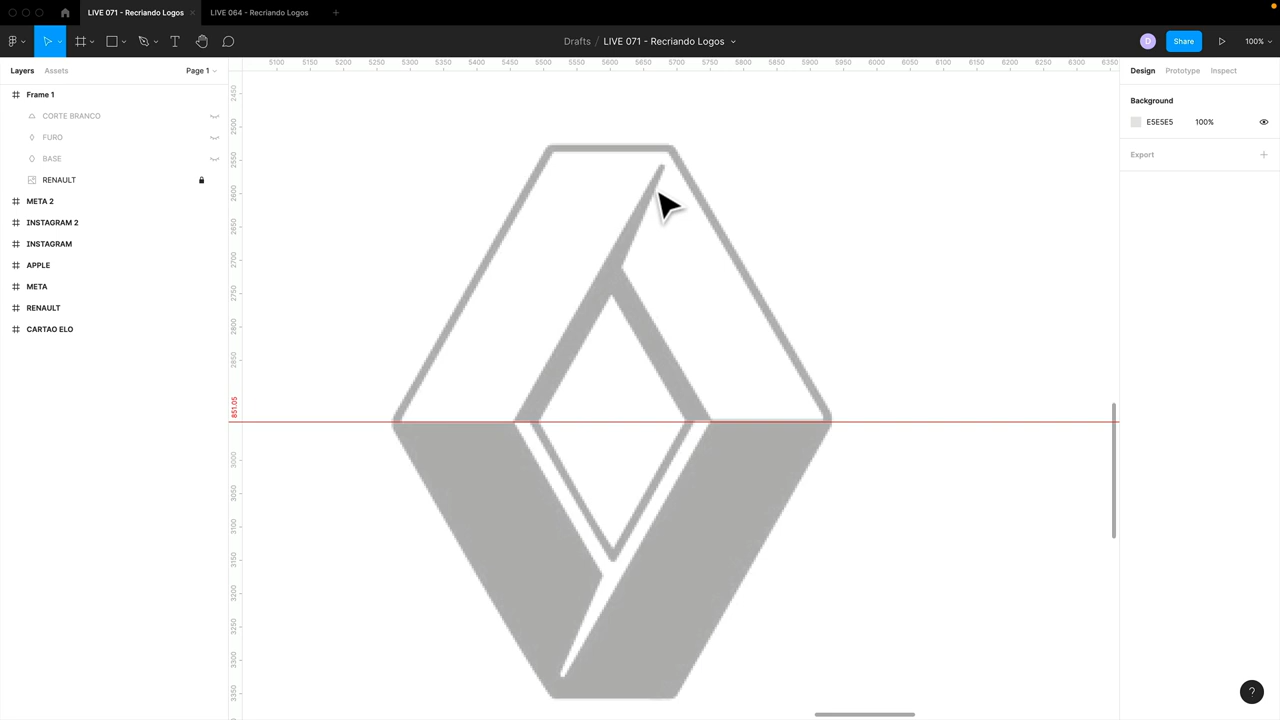 LIVE 071 - Recriando Logos
LIVE 064 - Recriando Logos
Drafts / LIVE 071 - Recriando Logos
D
Share
100%
Layers
Assets
Page 1
5100 5150 5200 5250 5300 5350 5400 5450 5500 5550 5600 5650 5700 5750 5800 5850 5900 5950 6000 6050 6100 6150 6200 6250 6300 6350
Design
Prototype
Inspect
Frame 1
CORTE BRANCO
FURO
BASE
RENAULT
META 2
INSTAGRAM 2
INSTAGRAM
APPLE
META
RENAULT
CARTAO ELO
2450
2500
2550
2600
2650
2700
2750
2800
2850
851.05
3000
3050
3100
3150
3200
3250
3300
3350
Background
E5E5E5
100%
Export
?